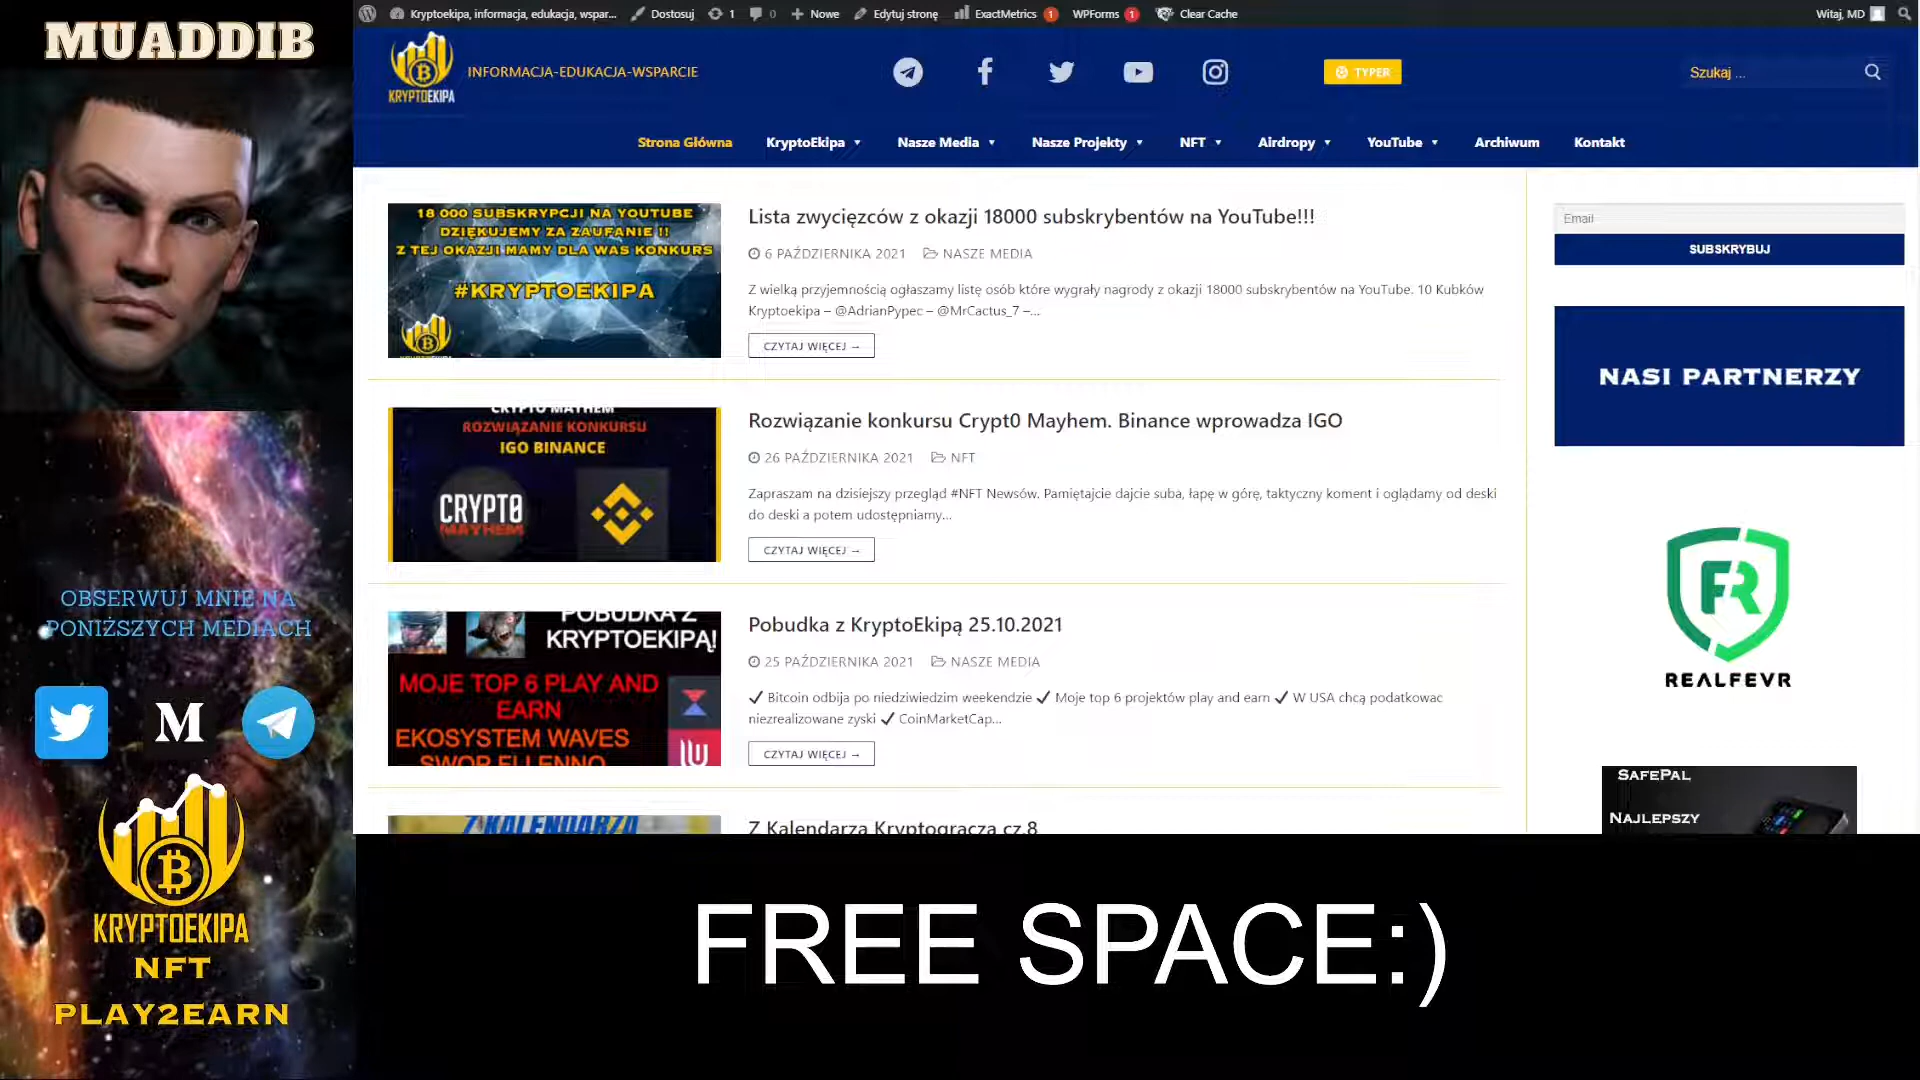 MUADDIB
OBSERWUJ MNIE NA
PONIŻSZYCH MEDIACH
M
KRYPTOEKIPA
NFT
PLAY2EARN
Kryptoekipa, informacja, edukacja, wspar...
Dostosuj
1
0
Nowe
Edytuj stronę
ExactMetrics 1
WPForms 1
Clear Cache
Witaj, MD
KRYPTOEKIPA
INFORMACJA-EDUKACJA-WSPARCIE
TYPER
Szukaj ...
Strona Główna
KryptoEkipa
Nasze Media
Nasze Projekty
NFT
Airdropy
YouTube
Archiwum
Kontakt
18 000 SUBSKRYPCJI NA YOUTUBE
DZIĘKUJEMY ZA ZAUFANIE !!
Z TEJ OKAZJI MAMY DLA WAS KONKURS
#KRYPTOEKIPA
Lista zwycięzców z okazji 18000 subskrybentów na YouTube!!!
6 PAŹDZIERNIKA 2021 NASZE MEDIA
Z wielką przyjemnością ogłaszamy listę osób które wygrały nagrody z okazji 18000 subskrybentów na YouTube. 10 Kubków
Kryptoekipa – @AdrianPypec – @MrCactus_7 –...
CZYTAJ WIĘCEJ →
CRYPTO MAYHEM
ROZWIĄZANIE KONKURSU
IGO BINANCE
CRYPT0
MAYHEM
Rozwiązanie konkursu Crypt0 Mayhem. Binance wprowadza IGO
26 PAŹDZIERNIKA 2021 NFT
Zapraszam na dzisiejszy przegląd #NFT Newsów. Pamiętajcie dajcie suba, łapę w górę, taktyczny koment i oglądamy od deski
do deski a potem udostępniamy...
CZYTAJ WIĘCEJ →
POBUDKA Z
KRYPTOEKIPĄ!
MOJE TOP 6 PLAY AND
EARN
EKOSYSTEM WAVES
Pobudka z KryptoEkipą 25.10.2021
25 PAŹDZIERNIKA 2021 NASZE MEDIA
✓ Bitcoin odbija po niedziwiedzim weekendzie ✓ Moje top 6 projektów play and earn ✓ W USA chcą podatkowac
niezrealizowane zyski ✓ CoinMarketCap...
CZYTAJ WIĘCEJ →
Z KALENDARZA
Z Kalendarza Kryptogracza cz.8
Email
SUBSKRYBUJ
NASI PARTNERZY
FR
REALFEVR
SAFEPAL
NAJLEPSZY
FREE SPACE:)